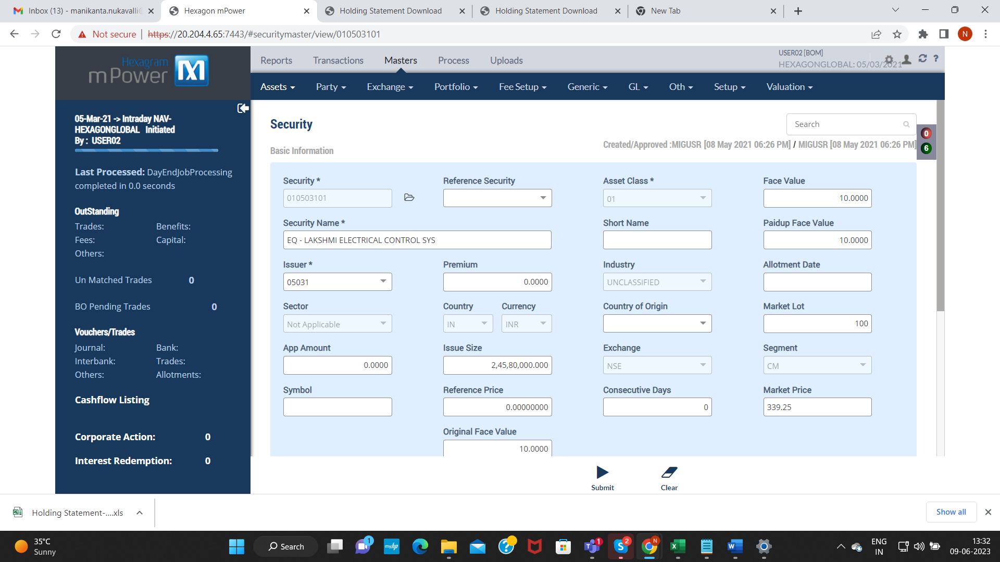 Inbox (13) - manikanta.nukavalli@
Hexagon mPower
Holding Statement Download
Holding Statement Download
New Tab
Not secure
https://20.204.4.65:7443/#securitymaster/view/010503101
N
Hexagram
mPower
Reports
Transactions
Masters
Process
Uploads
USER02 [BOM]
HEXAGONGLOBAL: 05/03/2021
?
Assets
Party
Exchange
Portfolio
Fee Setup
Generic
GL
Oth
Setup
Valuation
05-Mar-21 -> Intraday NAV-
HEXAGONGLOBAL Initiated
By : USER02
Last Processed: DayEndJobProcessing
completed in 0.0 seconds
OutStanding
Trades:
Benefits:
Fees:
Capital:
Others:
Un Matched Trades 0
BO Pending Trades 0
Vouchers/Trades
Journal:
Bank:
Interbank:
Trades:
Others:
Allotments:
Cashflow Listing
Corporate Action: 0
Interest Redemption: 0
Security
Search
0
6
Basic Information
Created/Approved :MIGUSR [08 May 2021 06:26 PM] / MIGUSR [08 May 2021 06:26 PM]
Security *
Reference Security
Asset Class *
Face Value
010503101
01
10.0000
Security Name *
Short Name
Paidup Face Value
EQ - LAKSHMI ELECTRICAL CONTROL SYS
10.0000
Issuer *
Premium
Industry
Allotment Date
05031
0.0000
UNCLASSIFIED
Sector
Country
Currency
Country of Origin
Market Lot
Not Applicable
IN
INR
100
App Amount
Issue Size
Exchange
Segment
0.0000
2,45,80,000.000
NSE
CM
Symbol
Reference Price
Consecutive Days
Market Price
0.00000000
0
339.25
Original Face Value
10.0000
Submit
Clear
Holding Statement-....xls
Show all
35°C
Sunny
Search
1
myhp
1
2
N
ENG
IN
13:32
09-06-2023